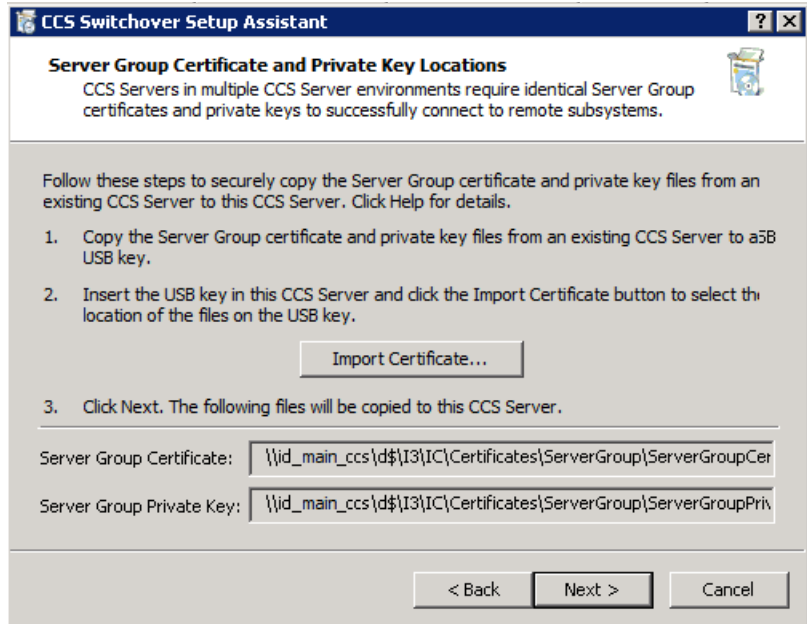 CCS Switchover Setup Assistant
Server Group Certificate and Private Key Locations
CCS Servers in multiple CCS Server environments require identical Server Group
certificates and private keys to successfully connect to remote subsystems.
Follow these steps to securely copy the Server Group certificate and private key files from an
existing CCS Server to this CCS Server. Click Help for details.
1. Copy the Server Group certificate and private key files from an existing CCS Server to a5B
USB key.
2. Insert the USB key in this CCS Server and click the Import Certificate button to select the
location of the files on the USB key.
Import Certificate...
3. Click Next. The following files will be copied to this CCS Server.
Server Group Certificate: \\id_main_ccs\d$\I3\IC\Certificates\ServerGroup\ServerGroupCer
Server Group Private Key: \\id_main_ccs\d$\I3\IC\Certificates\ServerGroup\ServerGroupPriv
< Back Next > Cancel